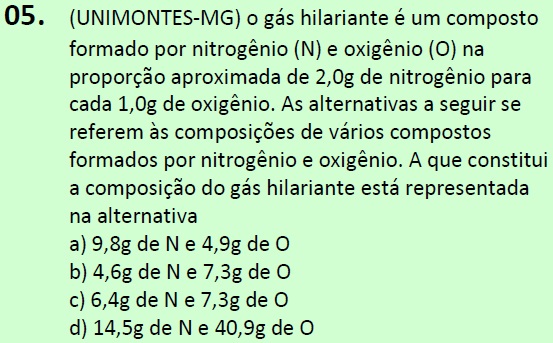 05. (UNIMONTES-MG) o gás hilariante é um composto
formado por nitrogênio (N) e oxigênio (O) na
proporção aproximada de 2,0g de nitrogênio para
cada 1,0g de oxigênio. As alternativas a seguir se
referem às composições de vários compostos
formados por nitrogênio e oxigênio. A que constitui
a composição do gás hilariante está representada
na alternativa
a) 9,8g de N e 4,9g de O
b) 4,6g de N e 7,3g de O
c) 6,4g de N e 7,3g de O
d) 14,5g de N e 40,9g de O